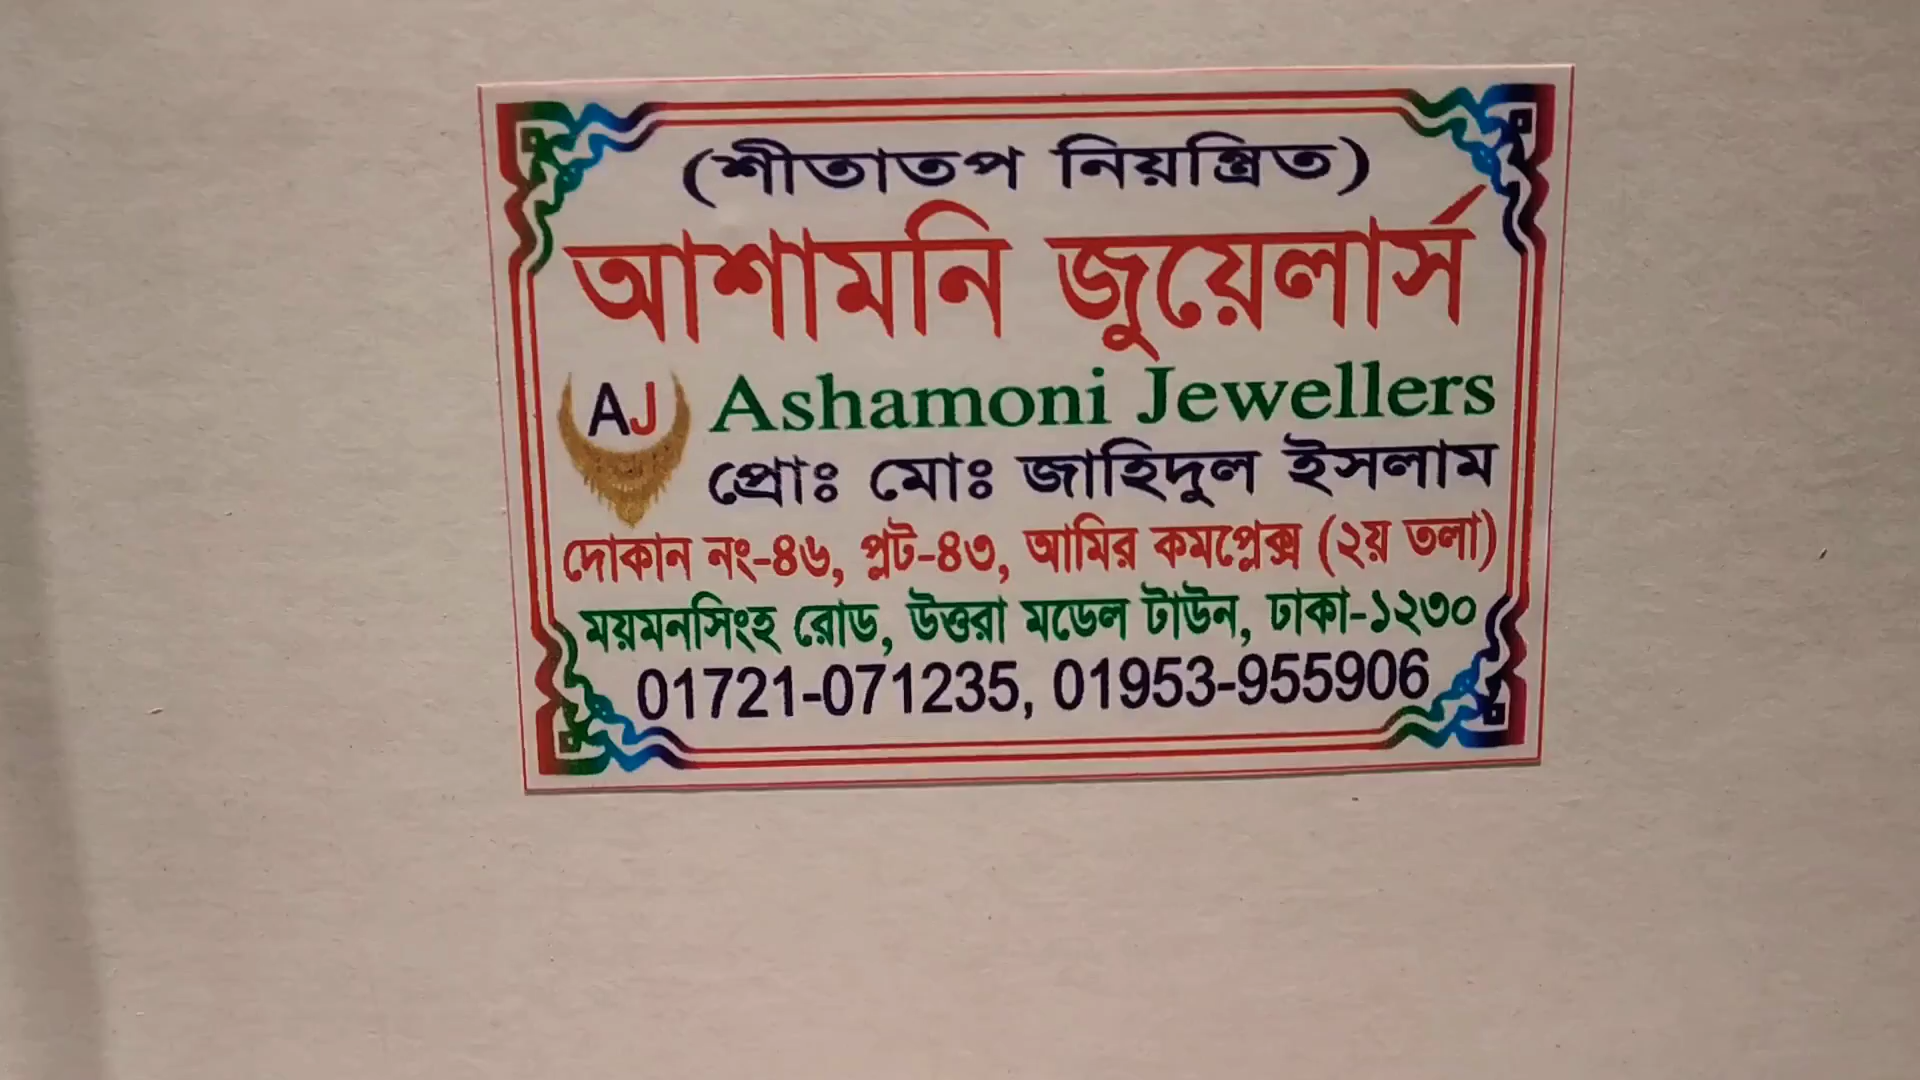 (শীতাতপ নিয়ন্ত্রিত)
আশামনি জুয়েলার্স
AJ Ashamoni Jewellers
প্রোঃ মোঃ জাহিদুল ইসলাম
দোকান নং-৪৬, প্লট-৪৩, আমির কমপ্লেক্স (২য় তলা)
ময়মনসিংহ রোড, উত্তরা মডেল টাউন, ঢাকা-১২৩০
01721-071235, 01953-955906